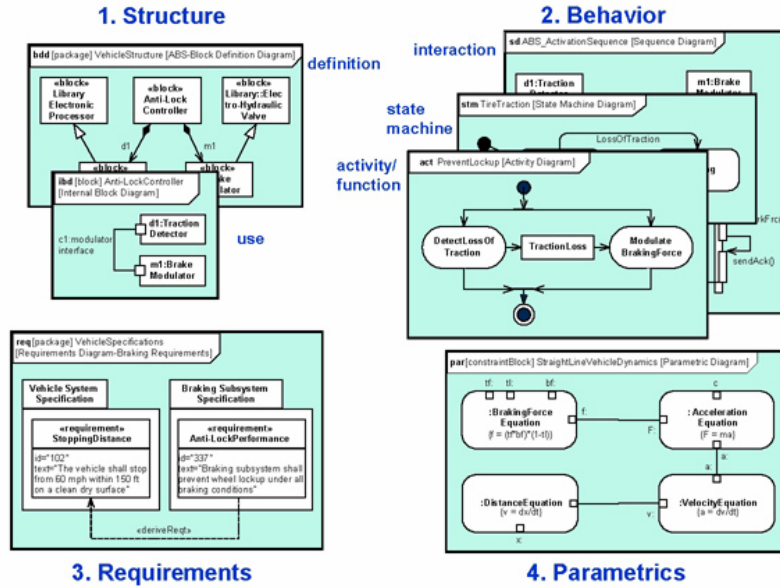 1. Structure
2. Behavior
bdd [package] VehicleStructure [ABS-Block Definition Diagram]
definition
«block»
Library
Electronic
Processor
«block»
Anti-Lock
Controller
«block»
Library::Elec
tro-Hydraulic
Valve
d1
m1
«block»
«block»
ibd [block] Anti-LockController
[Internal Block Diagram]
use
c1:modulator
interface
d1:Traction
Detector
m1:Brake
Modulator
interaction
sd ABS_ActivationSequence [Sequence Diagram]
d1:Traction
m1:Brake
state
machine
stm TireTraction [State Machine Diagram]
LossOfTraction
activity/
function
act PreventLockup [Activity Diagram]
DetectLossOf
Traction
TractionLoss
Modulate
BrakingForce
sendAck()
req [package] VehicleSpecifications
[Requirements Diagram-Braking Requirements]
Vehicle System
Specification
Braking Subsystem
Specification
«requirement»
StoppingDistance
id="102"
text="The vehicle shall stop
from 60 mph within 150 ft
on a clean dry surface"
«requirement»
Anti-LockPerformance
id="337"
text="Braking subsystem shall
prevent wheel lockup under all
braking conditions"
«deriveReqt»
par [constraintBlock] StraightLineVehicleDynamics [Parametric Diagram]
tf:
tl:
bf:
c
:BrakingForce
Equation
{f = (tf*bf)*(1-tl)}
f:
F:
: Acceleration
Equation
{F = ma}
a:
a:
:DistanceEquation
{v = dx/dt}
v:
:VelocityEquation
{a = dv/dt}
x:
3. Requirements
4. Parametrics